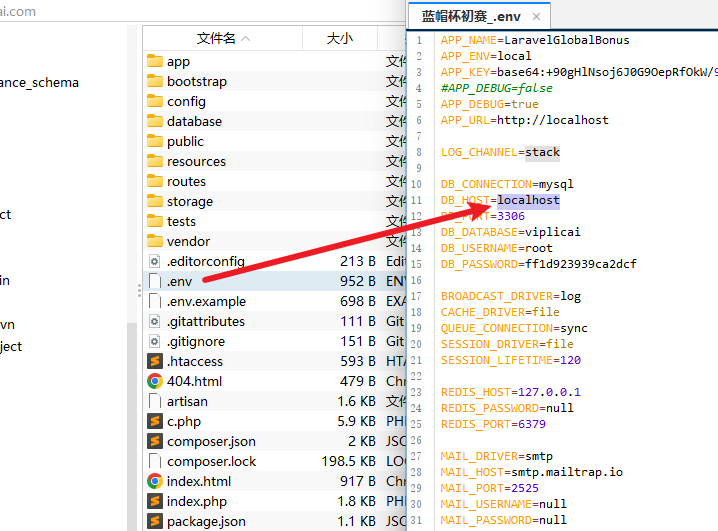 ai.com
ance_schema
ct
in
vn
ject
文件名
大小
app
文件
bootstrap
文件
config
文件
database
文件
public
文件
resources
文件
routes
文件
storage
文件
tests
文件
vendor
文件
.editorconfig 213 B Edi
.env 952 B EN
.env.example 698 B EXA
.gitattributes 111 B Git
.gitignore 151 B Git
.htaccess 593 B HTA
404.html 479 B Chr
artisan 1.6 KB 文件
c.php 5.9 KB PHI
composer.json 2 KB JSC
composer.lock 198.5 KB LO
index.html 917 B Chr
index.php 1.8 KB PHI
package.json 1.1 KB JSC
蓝帽杯初赛_.env
1 APP_NAME=LaravelGlobalBonus
2 APP_ENV=local
3 APP_KEY=base64:+90gHlNsoj6J0G9OepRfOkW/9
4 #APP_DEBUG=false
5 APP_DEBUG=true
6 APP_URL=http://localhost
7
8 LOG_CHANNEL=stack
9
10 DB_CONNECTION=mysql
11 DB_HOST=localhost
12 DB_PORT=3306
13 DB_DATABASE=viplicai
14 DB_USERNAME=root
15 DB_PASSWORD=ff1d923939ca2dcf
16
17 BROADCAST_DRIVER=log
18 CACHE_DRIVER=file
19 QUEUE_CONNECTION=sync
20 SESSION_DRIVER=file
21 SESSION_LIFETIME=120
22
23 REDIS_HOST=127.0.0.1
24 REDIS_PASSWORD=null
25 REDIS_PORT=6379
26
27 MAIL_DRIVER=smtp
28 MAIL_HOST=smtp.mailtrap.io
29 MAIL_PORT=2525
30 MAIL_USERNAME=null
31 MAIL_PASSWORD=null